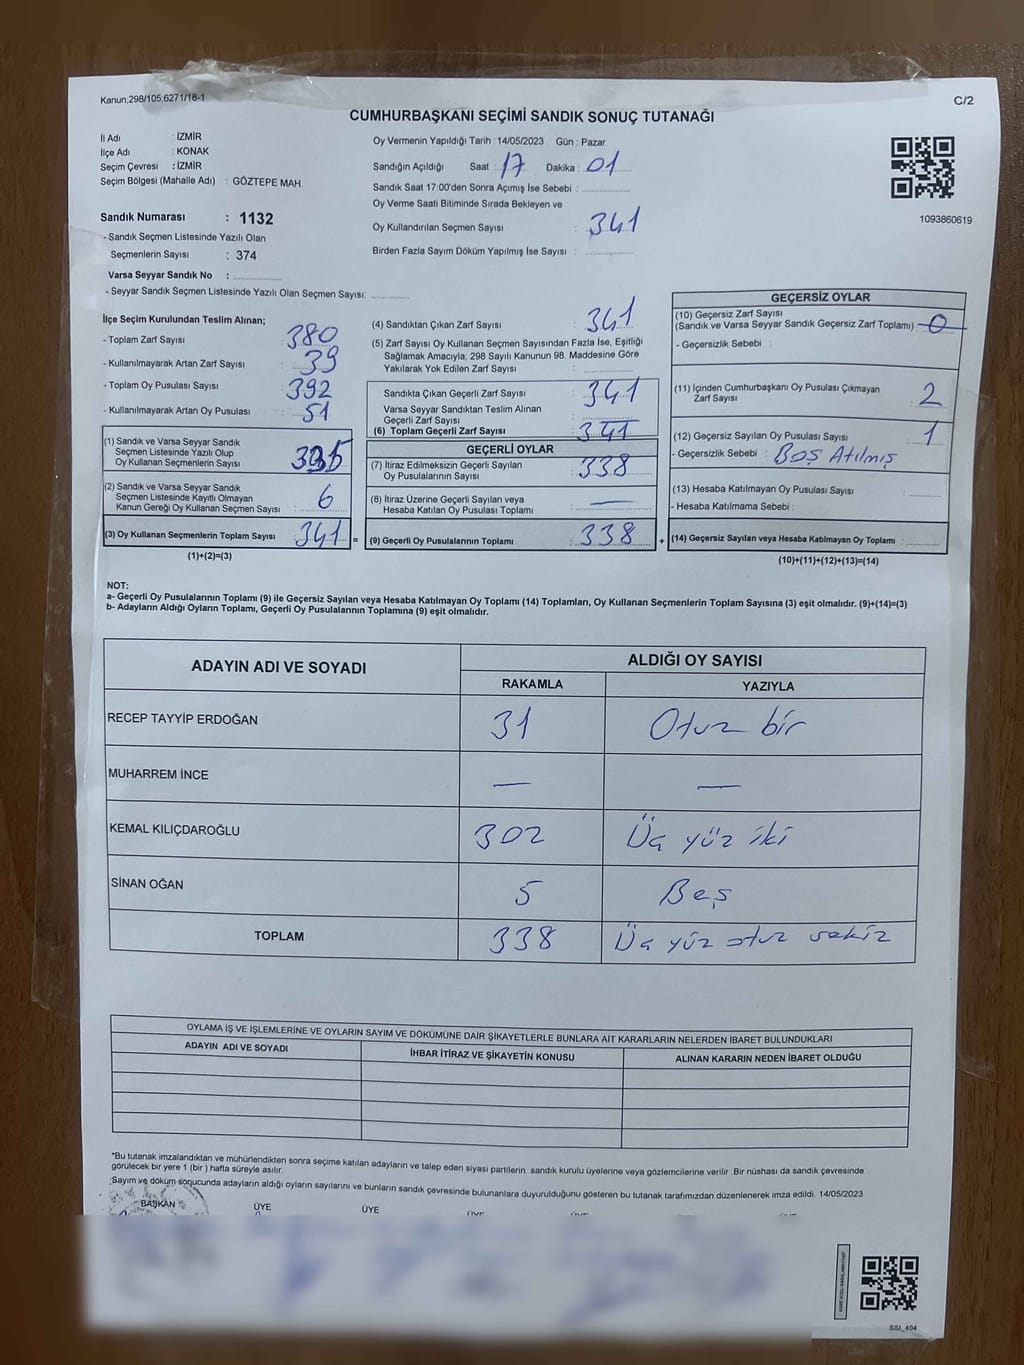 Kanun,298/105;6271/18-1
C/2
CUMHURBAŞKANI SEÇİMİ SANDIK SONUÇ TUTANAĞI
İl Adı : İZMİR
İlçe Adı : KONAK
Seçim Çevresi : İZMİR
Seçim Bölgesi (Mahalle Adı) : GÖZTEPE MAH.
Sandık Numarası : 1132
- Sandık Seçmen Listesinde Yazılı Olan
Seçmenlerin Sayısı : 374
Varsa Seyyar Sandık No :
- Seyyar Sandık Seçmen Listesinde Yazılı Olan Seçmen Sayısı:
Oy Vermenin Yapıldığı Tarih : 14/05/2023 Gün : Pazar
Sandığın Açıldığı Saat : 17 Dakika : 01
Sandık Saat 17:00'den Sonra Açımış İse Sebebi :
Oy Verme Saati Bitiminde Sırada Bekleyen ve
Oy Kullandırılan Seçmen Sayısı : 341
Birden Fazla Sayım Döküm Yapılmış İse Sayısı :
1093860619
İlçe Seçim Kurulundan Teslim Alınan;
- Toplam Zarf Sayısı : 380
- Kullanılmayarak Artan Zarf Sayısı : 39
- Toplam Oy Pusulası Sayısı : 392
- Kullanılmayarak Artan Oy Pusulası : 51
(1) Sandık ve Varsa Seyyar Sandık
Seçmen Listesinde Yazılı Olup
Oy Kullanan Seçmenlerin Sayısı : 335
(2) Sandık ve Varsa Seyyar Sandık
Seçmen Listesinde Kayıtlı Olmayan
Kanun Gereği Oy Kullanan Seçmen Sayısı : 6
(3) Oy Kullanan Seçmenlerin Toplam Sayısı : 341 =
(1)+(2)=(3)
(4) Sandıktan Çıkan Zarf Sayısı : 341
(5) Zarf Sayısı Oy Kullanan Seçmen Sayısından Fazla İse, Eşitliği
Sağlamak Amacıyla; 298 Sayılı Kanunun 98. Maddesine Göre
Yakılarak Yok Edilen Zarf Sayısı :
Sandıkta Çıkan Geçerli Zarf Sayısı : 341
Varsa Seyyar Sandıktan Teslim Alınan
Geçerli Zarf Sayısı :
(6) Toplam Geçerli Zarf Sayısı : 341
GEÇERLİ OYLAR
(7) İtiraz Edilmeksizin Geçerli Sayılan
Oy Pusulalarının Sayısı : 338
(8) İtiraz Üzerine Geçerli Sayılan veya
Hesaba Katılan Oy Pusulası Toplamı : —
(9) Geçerli Oy Pusulalarının Toplamı : 338 +
GEÇERSİZ OYLAR
(10) Geçersiz Zarf Sayısı
(Sandık ve Varsa Seyyar Sandık Geçersiz Zarf Toplamı) : 0
- Geçersizlik Sebebi :
(11) İçinden Cumhurbaşkanı Oy Pusulası Çıkmayan
Zarf Sayısı : 2
(12) Geçersiz Sayılan Oy Pusulası Sayısı : 1
- Geçersizlik Sebebi : Boş Atılmış
(13) Hesaba Katılmayan Oy Pusulası Sayısı :
- Hesaba Katılmama Sebebi :
(14) Geçersiz Sayılan veya Hesaba Katılmayan Oy Toplamı :
(10)+(11)+(12)+(13)=(14)
NOT:
a- Geçerli Oy Pusulalarının Toplamı (9) ile Geçersiz Sayılan veya Hesaba Katılmayan Oy Toplamı (14) Toplamları, Oy Kullanan Seçmenlerin Toplam Sayısına (3) eşit olmalıdır. (9)+(14)=(3)
b- Adayların Aldığı Oyların Toplamı, Geçerli Oy Pusulalarının Toplamına (9) eşit olmalıdır.
ADAYIN ADI VE SOYADI
ALDIĞI OY SAYISI
RAKAMLA YAZIYLA
RECEP TAYYİP ERDOĞAN 31 Otuz bir
MUHARREM İNCE — —
KEMAL KILIÇDAROĞLU 302 Üç yüz iki
SİNAN OĞAN 5 Beş
TOPLAM 338 Üç yüz otuz sekiz
OYLAMA İŞ VE İŞLEMLERİNE VE OYLARIN SAYIM VE DÖKÜMÜNE DAİR ŞİKAYETLERLE BUNLARA AİT KARARLARIN NELERDEN İBARET BULUNDUKLARI
ADAYIN ADI VE SOYADI İHBAR İTİRAZ VE ŞİKAYETİN KONUSU ALINAN KARARIN NEDEN İBARET OLDUĞU
*Bu tutanak imzalandıktan ve mühürlendikten sonra seçime katılan adayların ve talep eden siyasi partilerin sandık kurulu üyelerine veya gözlemcilerine verilir. Bir nüshası da sandık çevresinde
görülecek bir yere 1 (bir) hafta süreyle asılır.
;Sayım ve döküm sonucunda adayların aldığı oyların sayılarını ve bunların sandık çevresinde bulunanlara duyurulduğunu gösteren bu tutanak tarafımızdan düzenlenerek imza edildi. 14/05/2023
BAŞKAN ÜYE ÜYE
SSI_404